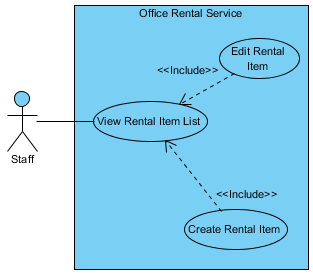 Office Rental Service
Edit Rental
Item
<<Include>>
View Rental Item List
Staff
<<Include>>
Create Rental Item